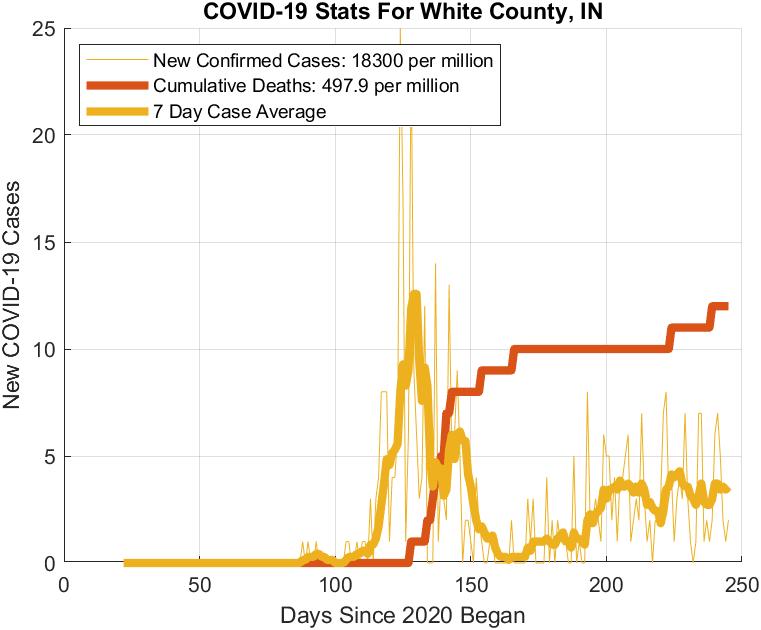 COVID-19 Stats For White County, IN
New Confirmed Cases: 18300 per million
Cumulative Deaths: 497.9 per million
7 Day Case Average
New COVID-19 Cases
25
20
15
10
5
0
0 50 100 150 200 250
Days Since 2020 Began